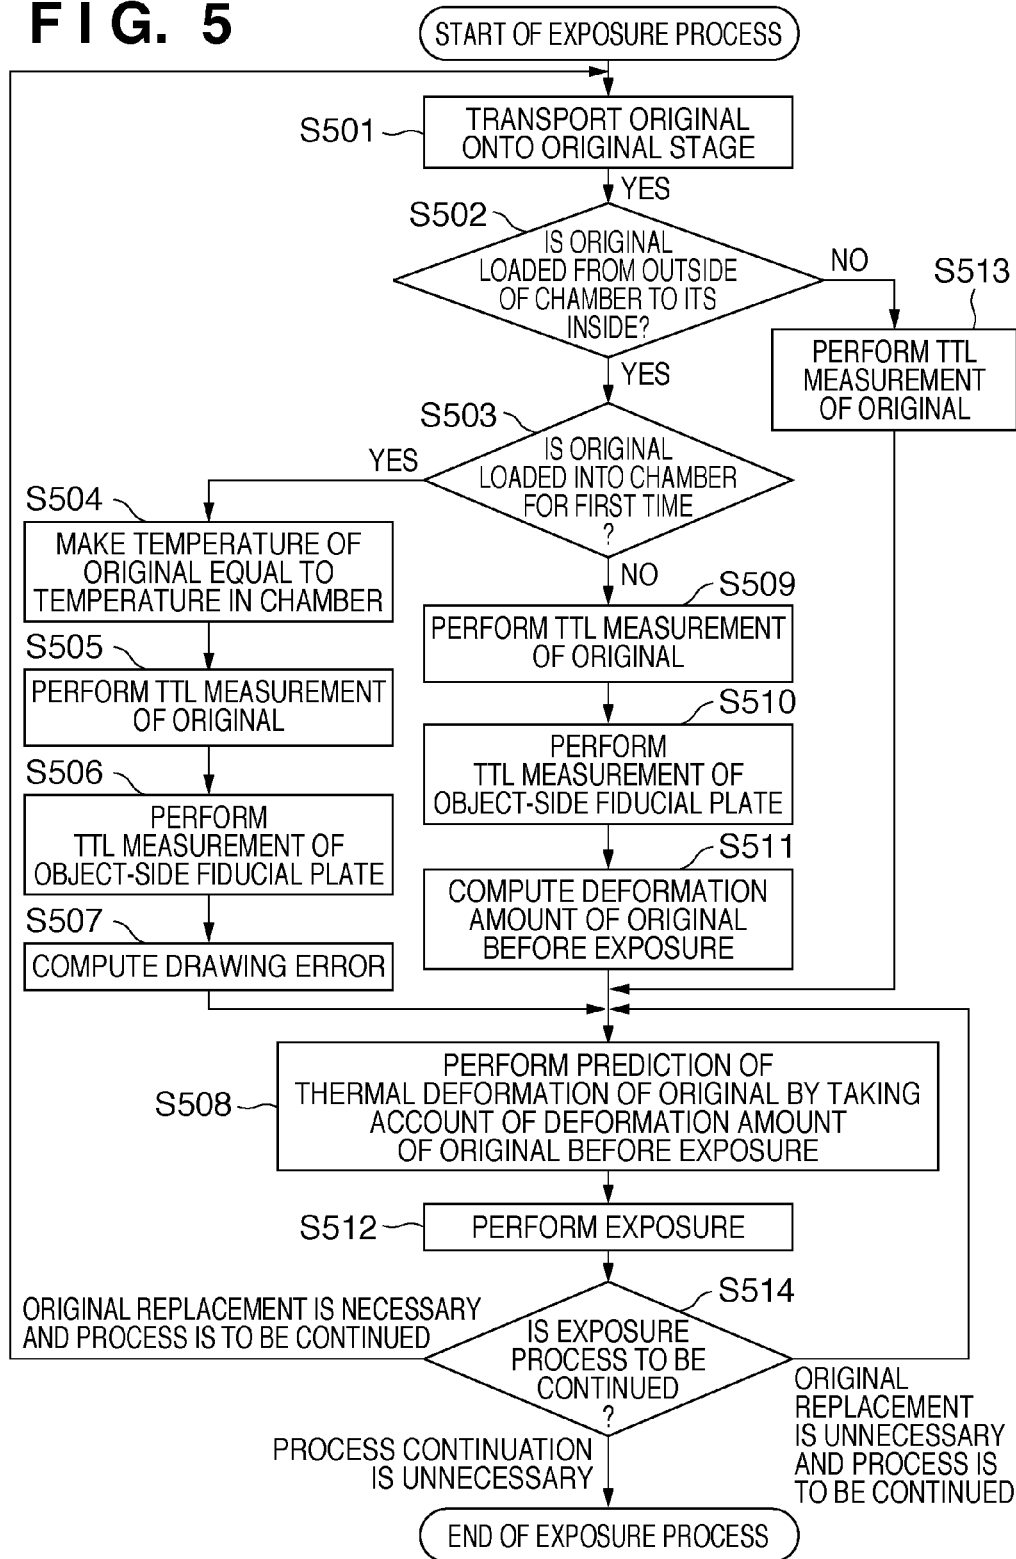 FIG. 5
START OF EXPOSURE PROCESS
S501
TRANSPORT ORIGINAL
ONTO ORIGINAL STAGE
YES
S502
IS ORIGINAL
LOADED FROM OUTSIDE
OF CHAMBER TO ITS
INSIDE?
NO
S513
PERFORM TTL
MEASUREMENT
OF ORIGINAL
YES
S503
IS ORIGINAL
LOADED INTO CHAMBER
FOR FIRST TIME
?
YES
S504
MAKE TEMPERATURE OF
ORIGINAL EQUAL TO
TEMPERATURE IN CHAMBER
S505
PERFORM TTL MEASUREMENT
OF ORIGINAL
S506
PERFORM
TTL MEASUREMENT OF
OBJECT-SIDE FIDUCIAL PLATE
S507
COMPUTE DRAWING ERROR
NO
S509
PERFORM TTL MEASUREMENT
OF ORIGINAL
S510
PERFORM
TTL MEASUREMENT OF
OBJECT-SIDE FIDUCIAL PLATE
S511
COMPUTE DEFORMATION
AMOUNT OF ORIGINAL
BEFORE EXPOSURE
S508
PERFORM PREDICTION OF
THERMAL DEFORMATION OF ORIGINAL BY TAKING
ACCOUNT OF DEFORMATION AMOUNT
OF ORIGINAL BEFORE EXPOSURE
S512
PERFORM EXPOSURE
S514
IS EXPOSURE
PROCESS TO BE
CONTINUED
?
ORIGINAL REPLACEMENT IS NECESSARY
AND PROCESS IS TO BE CONTINUED
ORIGINAL
REPLACEMENT
IS UNNECESSARY
AND PROCESS IS
TO BE CONTINUED
PROCESS CONTINUATION
IS UNNECESSARY
END OF EXPOSURE PROCESS